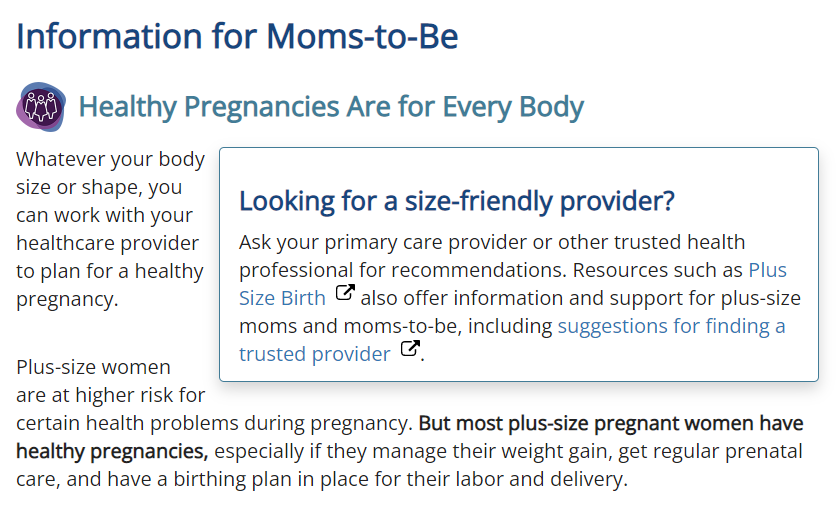 Information for Moms-to-Be
Healthy Pregnancies Are for Every Body
Whatever your body
size or shape, you
can work with your
healthcare provider
to plan for a healthy
pregnancy.
Looking for a size-friendly provider?
Ask your primary care provider or other trusted health
professional for recommendations. Resources such as Plus
Size Birth also offer information and support for plus-size
moms and moms-to-be, including suggestions for finding a
trusted provider.
Plus-size women
are at higher risk for
certain health problems during pregnancy. But most plus-size pregnant women have
healthy pregnancies, especially if they manage their weight gain, get regular prenatal
care, and have a birthing plan in place for their labor and delivery.